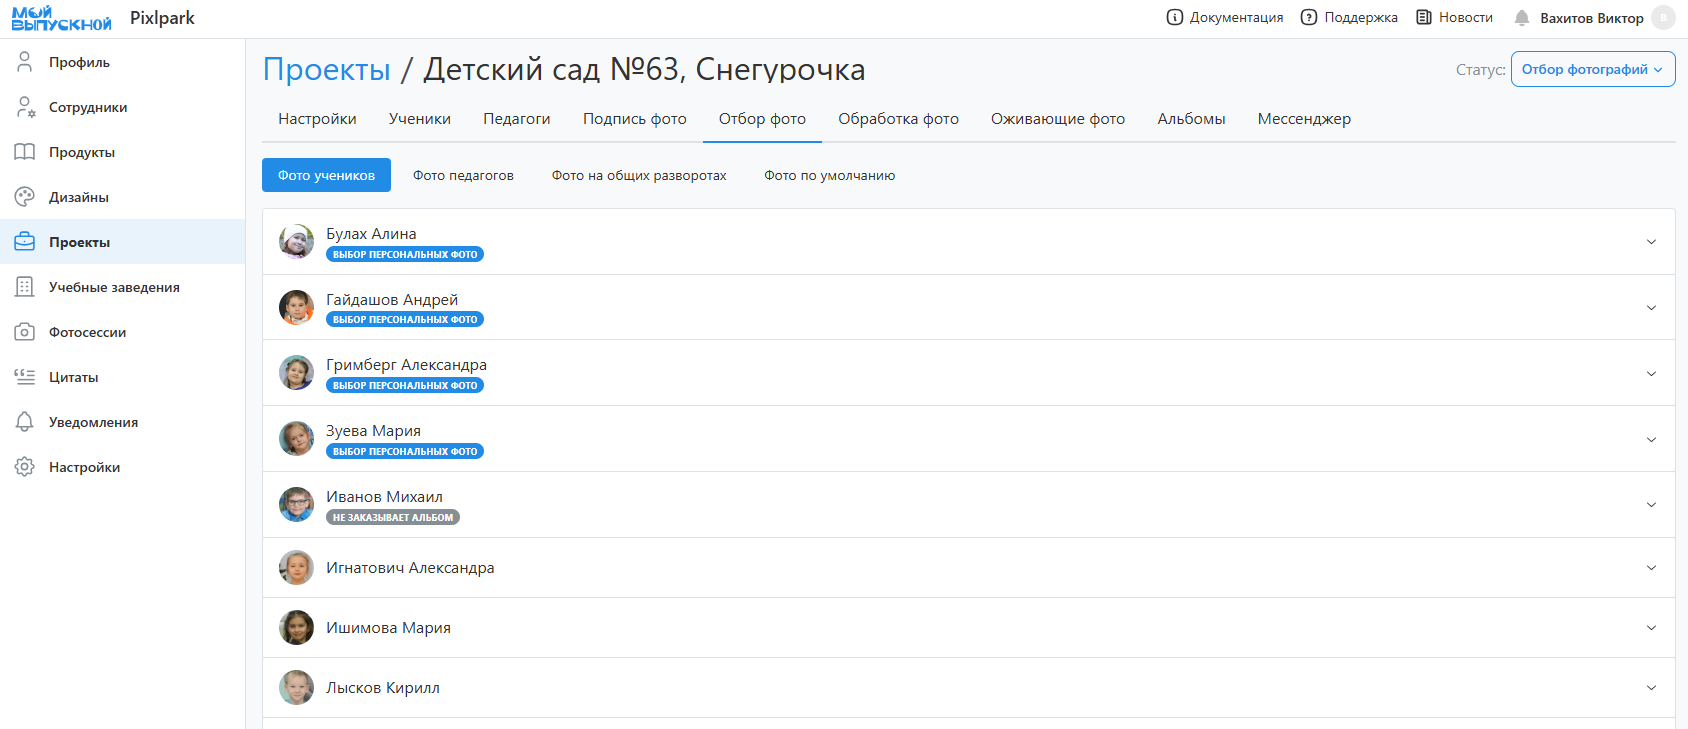 МОЙ ВЫПУСКНОЙ
Pixlpark
Документация
Поддержка
Новости
Вахитов Виктор
В
Профиль
Сотрудники
Продукты
Дизайны
Проекты
Учебные заведения
Фотосессии
Цитаты
Уведомления
Настройки
Проекты / Детский сад №63, Снегурочка
Статус: Отбор фотографий
Настройки Ученики Педагоги Подпись фото Отбор фото Обработка фото Оживающие фото Альбомы Мессенджер
Фото учеников Фото педагогов Фото на общих разворотах Фото по умолчанию
Булах Алина
ВЫБОР ПЕРСОНАЛЬНЫХ ФОТО
Гайдашов Андрей
ВЫБОР ПЕРСОНАЛЬНЫХ ФОТО
Гримберг Александра
ВЫБОР ПЕРСОНАЛЬНЫХ ФОТО
Зуева Мария
ВЫБОР ПЕРСОНАЛЬНЫХ ФОТО
Иванов Михаил
НЕ ЗАКАЗЫВАЕТ АЛЬБОМ
Игнатович Александра
Ишимова Мария
Лысков Кирилл